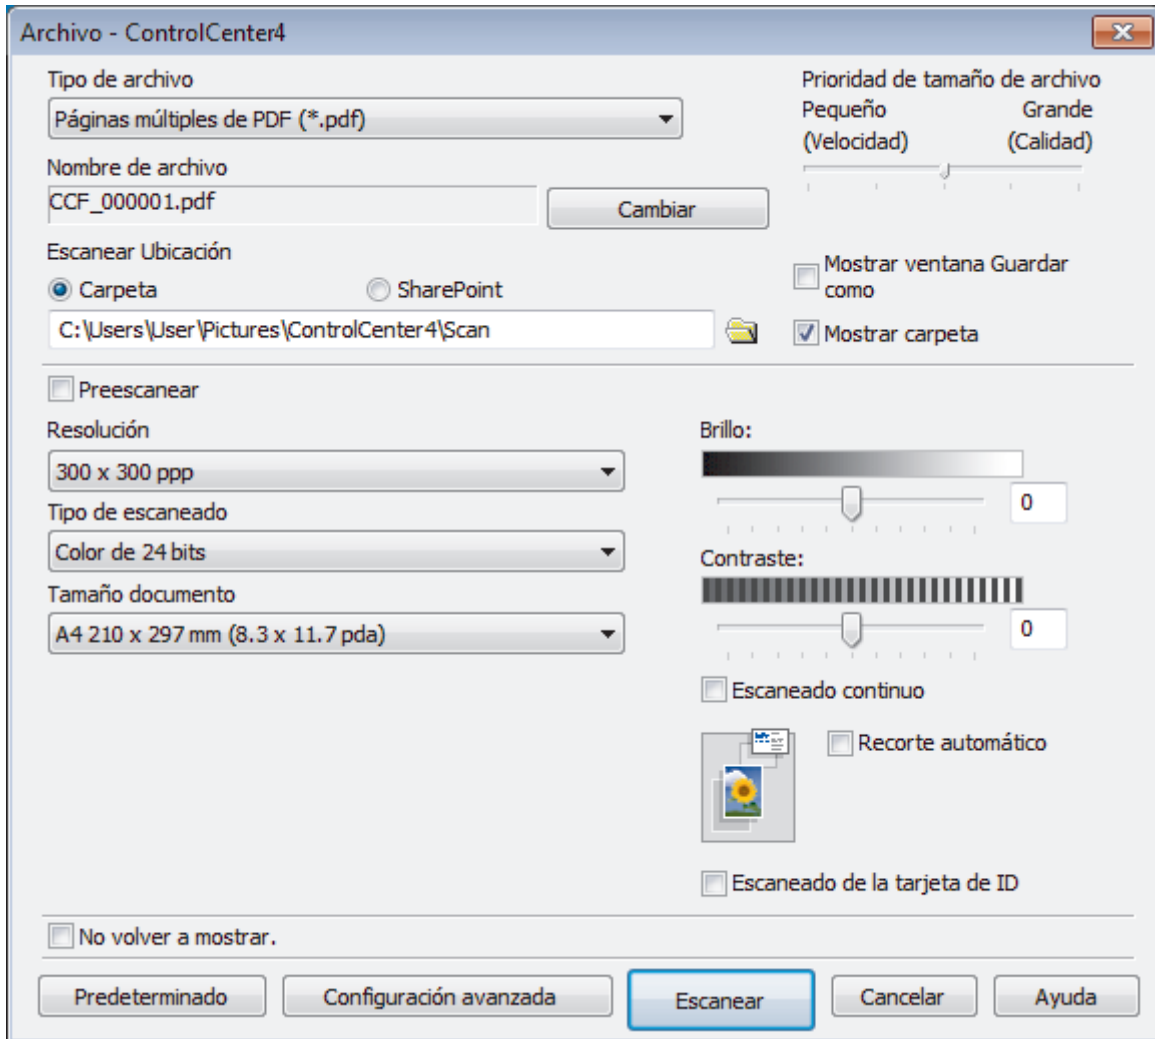 Archivo - ControlCenter4
Tipo de archivo
Páginas múltiples de PDF (*.pdf)
Prioridad de tamaño de archivo
Pequeño Grande
(Velocidad) (Calidad)
Nombre de archivo
CCF_000001.pdf
Cambiar
Escanear Ubicación
Carpeta
SharePoint
C:\Users\User\Pictures\ControlCenter4\Scan
Mostrar ventana Guardar
como
Mostrar carpeta
Preescanear
Resolución
300 x 300 ppp
Tipo de escaneado
Color de 24 bits
Tamaño documento
A4 210 x 297 mm (8.3 x 11.7 pda)
Brillo:
0
Contraste:
0
Escaneado continuo
Recorte automático
Escaneado de la tarjeta de ID
No volver a mostrar.
Predeterminado
Configuración avanzada
Escanear
Cancelar
Ayuda